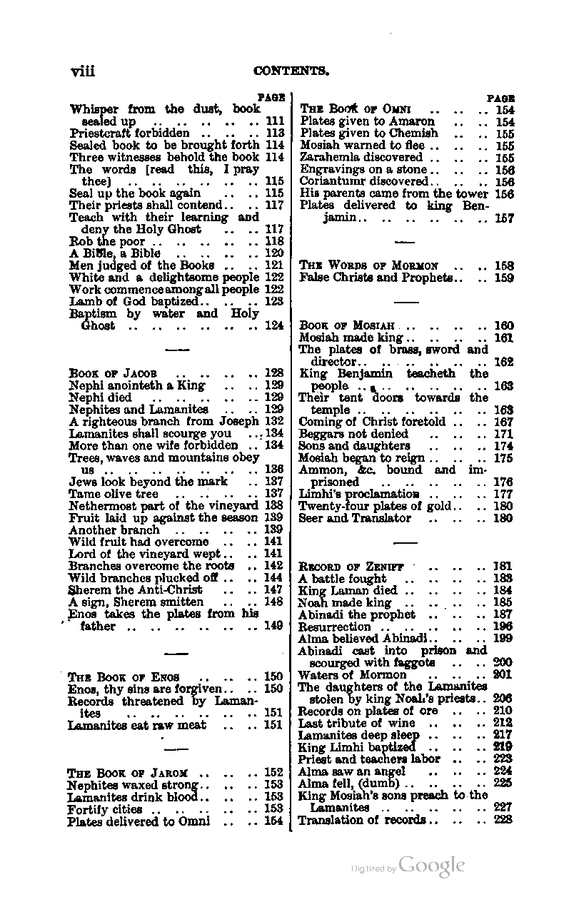 viii
CONTENTS.
PAGE
Whisper from the dust, book
sealed up .. .. .. .. .. 111
Priestcraft forbidden .. .. .. 113
Sealed book to be brought forth 114
Three witnesses behold the book 114
The words [read this, I pray
thee] .. .. .. .. .. .. 115
Seal up the book again .. .. 115
Their priests shall contend .. .. 117
Teach with their learning and
deny the Holy Ghost .. .. 117
Rob the poor .. .. .. .. .. 118
A Bible, a Bible .. .. .. .. 120
Men judged of the Books .. .. 121
White and a delightsome people 122
Work commence among all people 122
Lamb of God baptized .. .. .. 123
Baptism by water and Holy
Ghost .. .. .. .. .. .. 124
BOOK OF JACOB .. .. .. .. 128
Nephi anointeth a King .. .. 129
Nephi died .. .. .. .. .. 129
Nephites and Lamanites .. .. 129
A righteous branch from Joseph 132
Lamanites shall scourge you .. 134
More than one wife forbidden .. 134
Trees, waves and mountains obey
us .. .. .. .. .. .. .. 136
Jews look beyond the mark .. 137
Tame olive tree .. .. .. .. 137
Nethermost part of the vineyard 138
Fruit laid up against the season 139
Another branch .. .. .. .. 139
Wild fruit had overcome .. .. 141
Lord of the vineyard wept .. .. 141
Branches overcome the roots .. 142
Wild branches plucked off .. .. 144
Sherem the Anti-Christ .. .. 147
A sign, Sherem smitten .. .. 148
Enos takes the plates from his
father .. .. .. .. .. .. 149
THE BOOK OF ENOS .. .. .. 150
Enos, thy sins are forgiven .. .. 150
Records threatened by Laman-
ites .. .. .. .. .. .. 151
Lamanites eat raw meat .. .. 151
THE BOOK OF JAROM .. .. .. 152
Nephites waxed strong .. .. .. 153
Lamanites drink blood .. .. .. 153
Fortify cities .. .. .. .. .. 153
Plates delivered to Omni .. .. 154
PAGE
THE BOOK OF OMNI .. .. .. 154
Plates given to Amaron .. .. 154
Plates given to Chemish .. .. 155
Mosiah warned to flee .. .. .. 155
Zarahemla discovered .. .. .. 155
Engravings on a stone .. .. .. 156
Coriantumr discovered .. .. .. 156
His parents came from the tower 156
Plates delivered to king Ben-
jamin .. .. .. .. .. .. 157
THE WORDS OF MORMON .. .. 158
False Christs and Prophets .. .. 159
BOOK OF MOSIAH .. .. .. .. 160
Mosiah made king .. .. .. .. 161
The plates of brass, sword and
director .. .. .. .. .. .. 162
King Benjamin teacheth the
people .. .. .. .. .. .. 163
Their tent doors towards the
temple .. .. .. .. .. .. 163
Coming of Christ foretold .. .. 167
Beggars not denied .. .. .. 171
Sons and daughters .. .. .. 174
Mosiah began to reign .. .. .. 175
Ammon, &c. bound and im-
prisoned .. .. .. .. .. 176
Limhi's proclamation .. .. .. 177
Twenty-four plates of gold .. .. 180
Seer and Translator .. .. .. 180
RECORD OF ZENIFF .. .. .. 181
A battle fought .. .. .. .. 183
King Laman died .. .. .. .. 184
Noah made king .. .. .. .. 185
Abinadi the prophet .. .. .. 187
Resurrection .. .. .. .. .. 196
Alma believed Abinadi .. .. .. 199
Abinadi cast into prison and
scourged with faggots .. .. 200
Waters of Mormon .. .. .. 201
The daughters of the Lamanites
stolen by king Noah's priests .. 206
Records on plates of ore .. .. 210
Last tribute of wine .. .. .. 212
Lamanites deep sleep .. .. .. 217
King Limhi baptized .. .. .. 219
Priest and teachers labor .. .. 223
Alma saw an angel .. .. .. 224
Alma fell, (dumb) .. .. .. .. 225
King Mosiah's sons preach to the
Lamanites .. .. .. .. .. 227
Translation of records .. .. .. 228
Digitized by Google